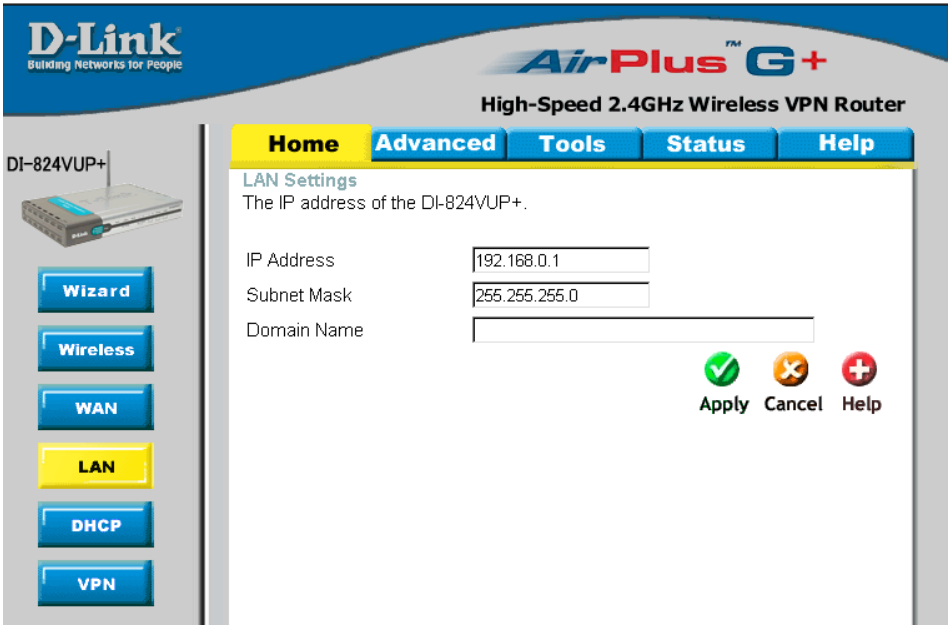 D-Link
Building Networks for People
AirPlus™ G+
High-Speed 2.4GHz Wireless VPN Router
DI-824VUP+
Home Advanced Tools Status Help
LAN Settings
The IP address of the DI-824VUP+.
IP Address 192.168.0.1
Subnet Mask 255.255.255.0
Domain Name
Apply Cancel Help
Wizard
Wireless
WAN
LAN
DHCP
VPN